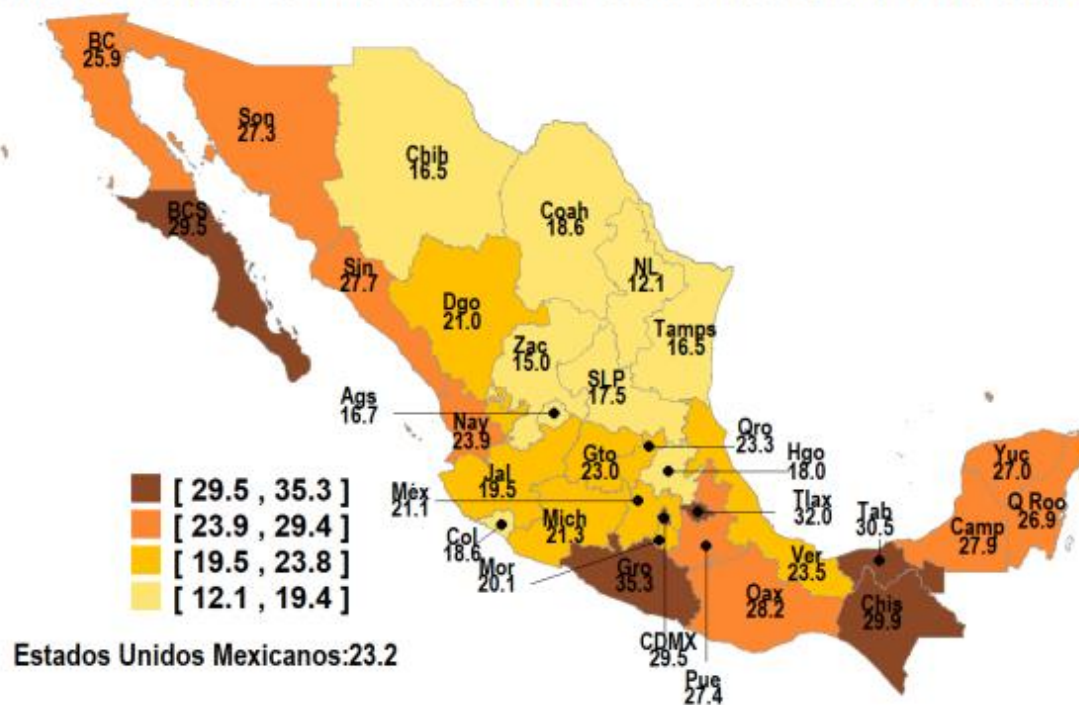 BC
25.9
Son
27.3
Chih
16.5
Coah
18.6
BCS
29.5
NL
12.1
Sin
27.7
Dgo
21.0
Tamps
16.5
Zac
15.0
SLP
17.5
Ags
16.7
Nay
23.9
Qro
23.3
Gto
23.0
Hgo
18.0
Yuc
27.0
Jal
19.5
Méx
21.1
Tlax
32.0
Tab
30.5
Q Roo
26.9
Mich
21.3
Camp
27.9
Col
18.6
Ver
23.5
Mor
20.1
Gro
35.3
Oax
28.2
Chis
29.9
CDMX
29.5
Pue
27.4
[ 29.5 , 35.3 ]
[ 23.9 , 29.4 ]
[ 19.5 , 23.8 ]
[ 12.1 , 19.4 ]
Estados Unidos Mexicanos:23.2